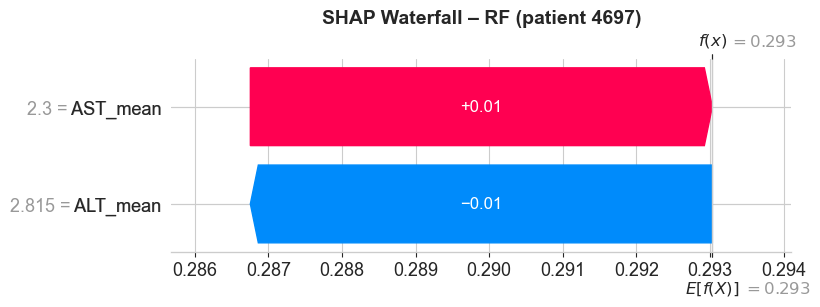 SHAP Waterfall – RF (patient 4697)
f(x) = 0.293
2.3 = AST_mean
+0.01
2.815 = ALT_mean
−0.01
0.286 0.287 0.288 0.289 0.290 0.291 0.292 0.293 0.294
E[f(X)] = 0.293